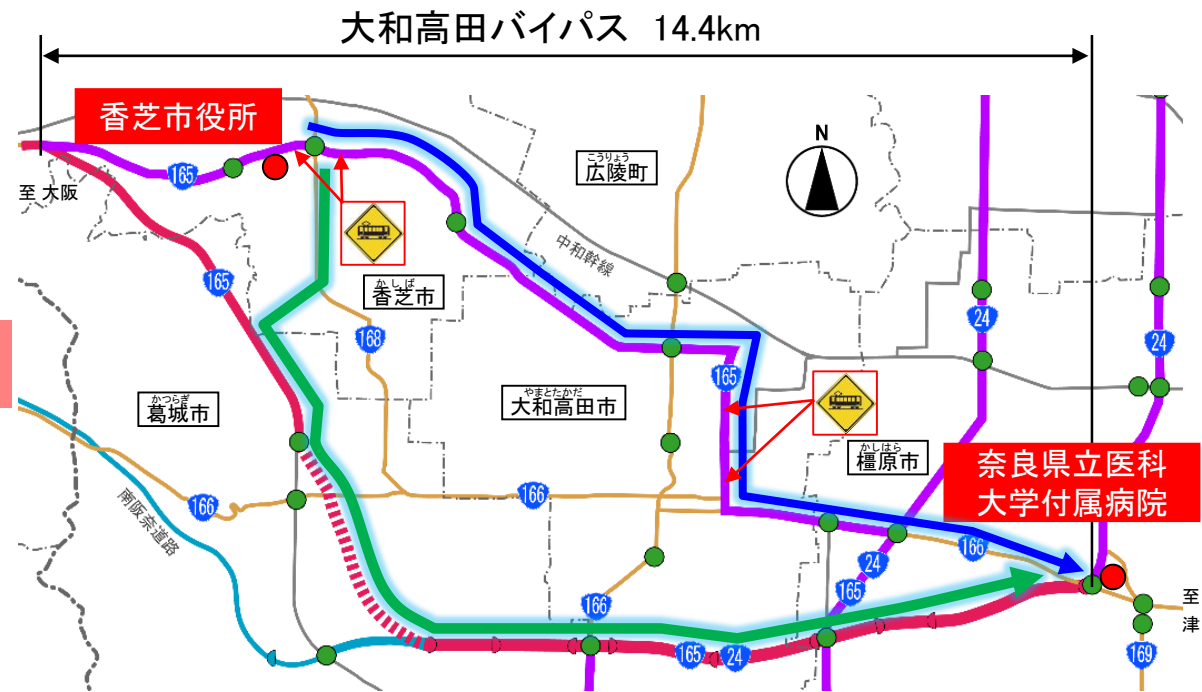 大和高田バイパス 14.4km
香芝市役所
N
こうりょう
広陵町
165
至 大阪
中和幹線
165
かしば
香芝市
24
168
24
165
かつらぎ
葛城市
やまとたかだ
大和高田市
かしはら
橿原市
奈良県立医科
大学付属病院
166
166
南阪奈道路
166
24
165
166
165
24
至
津
169